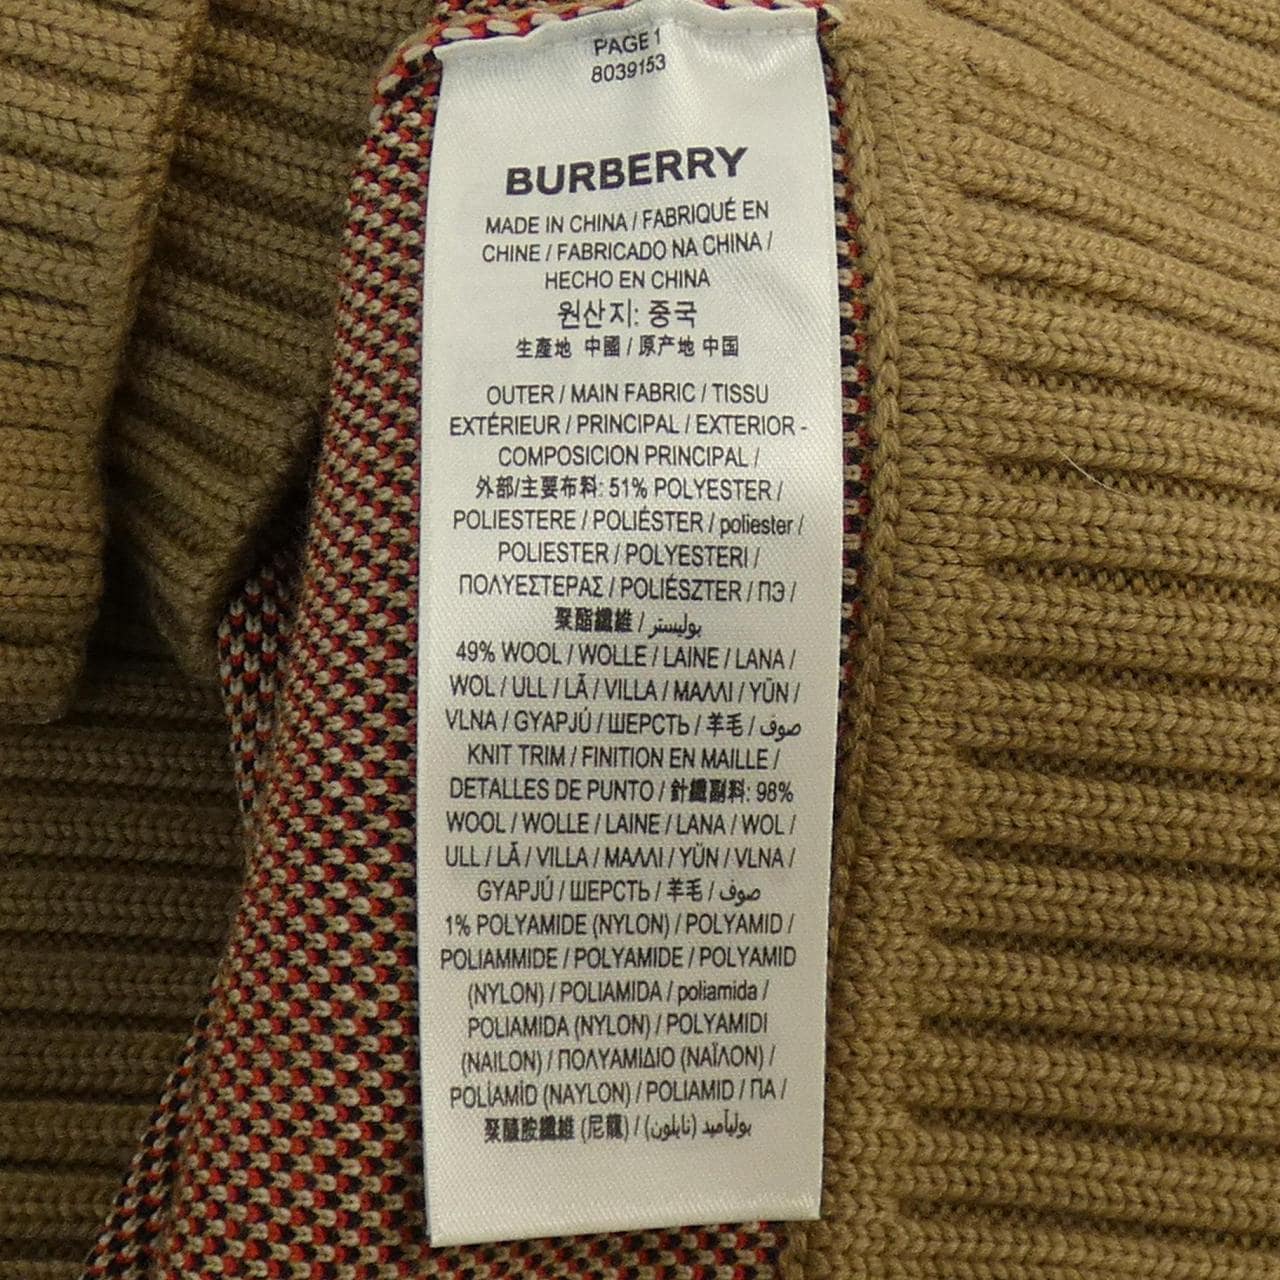 PAGE 1
8039153
BURBERRY
MADE IN CHINA / FABRIQUÉ EN
CHINE / FABRICADO NA CHINA /
HECHO EN CHINA
원산지: 중국
生產地 中國 / 原产地 中国
OUTER / MAIN FABRIC / TISSU
EXTÉRIEUR / PRINCIPAL / EXTERIOR -
COMPOSICION PRINCIPAL /
外部/主要布料: 51% POLYESTER /
POLIESTERE / POLIÉSTER / poliester /
POLIESTER / POLYESTERI /
ΠΟΛΥΕΣΤΕΡΑΣ / POLIÉSZTER / ПЭ /
聚酯纖維 / بوليستر
49% WOOL / WOLLE / LAINE / LANA /
WOL / ULL / LÃ / VILLA / ΜΑΛΛΙ / YÜN /
VLNA / GYAPJÚ / ШЕРСТЬ / 羊毛 / صوف
KNIT TRIM / FINITION EN MAILLE /
DETALLES DE PUNTO / 針織副料: 98%
WOOL / WOLLE / LAINE / LANA / WOL /
ULL / LÃ / VILLA / ΜΑΛΛΙ / YÜN / VLNA /
GYAPJÚ / ШЕРСТЬ / 羊毛 / صوف
1% POLYAMIDE (NYLON) / POLYAMID /
POLIAMMIDE / POLYAMIDE / POLYAMID
(NYLON) / POLIAMIDA / poliamida /
POLIAMIDA (NYLON) / POLYAMIDI
(NAILON) / ΠΟΛΥΑΜΙΔΙΟ (ΝΑΪΛΟΝ) /
POLİAMİD (NAYLON) / POLIAMID / ПА /
聚醯胺纖維 (尼龍) / بوليآميد (نايلون)